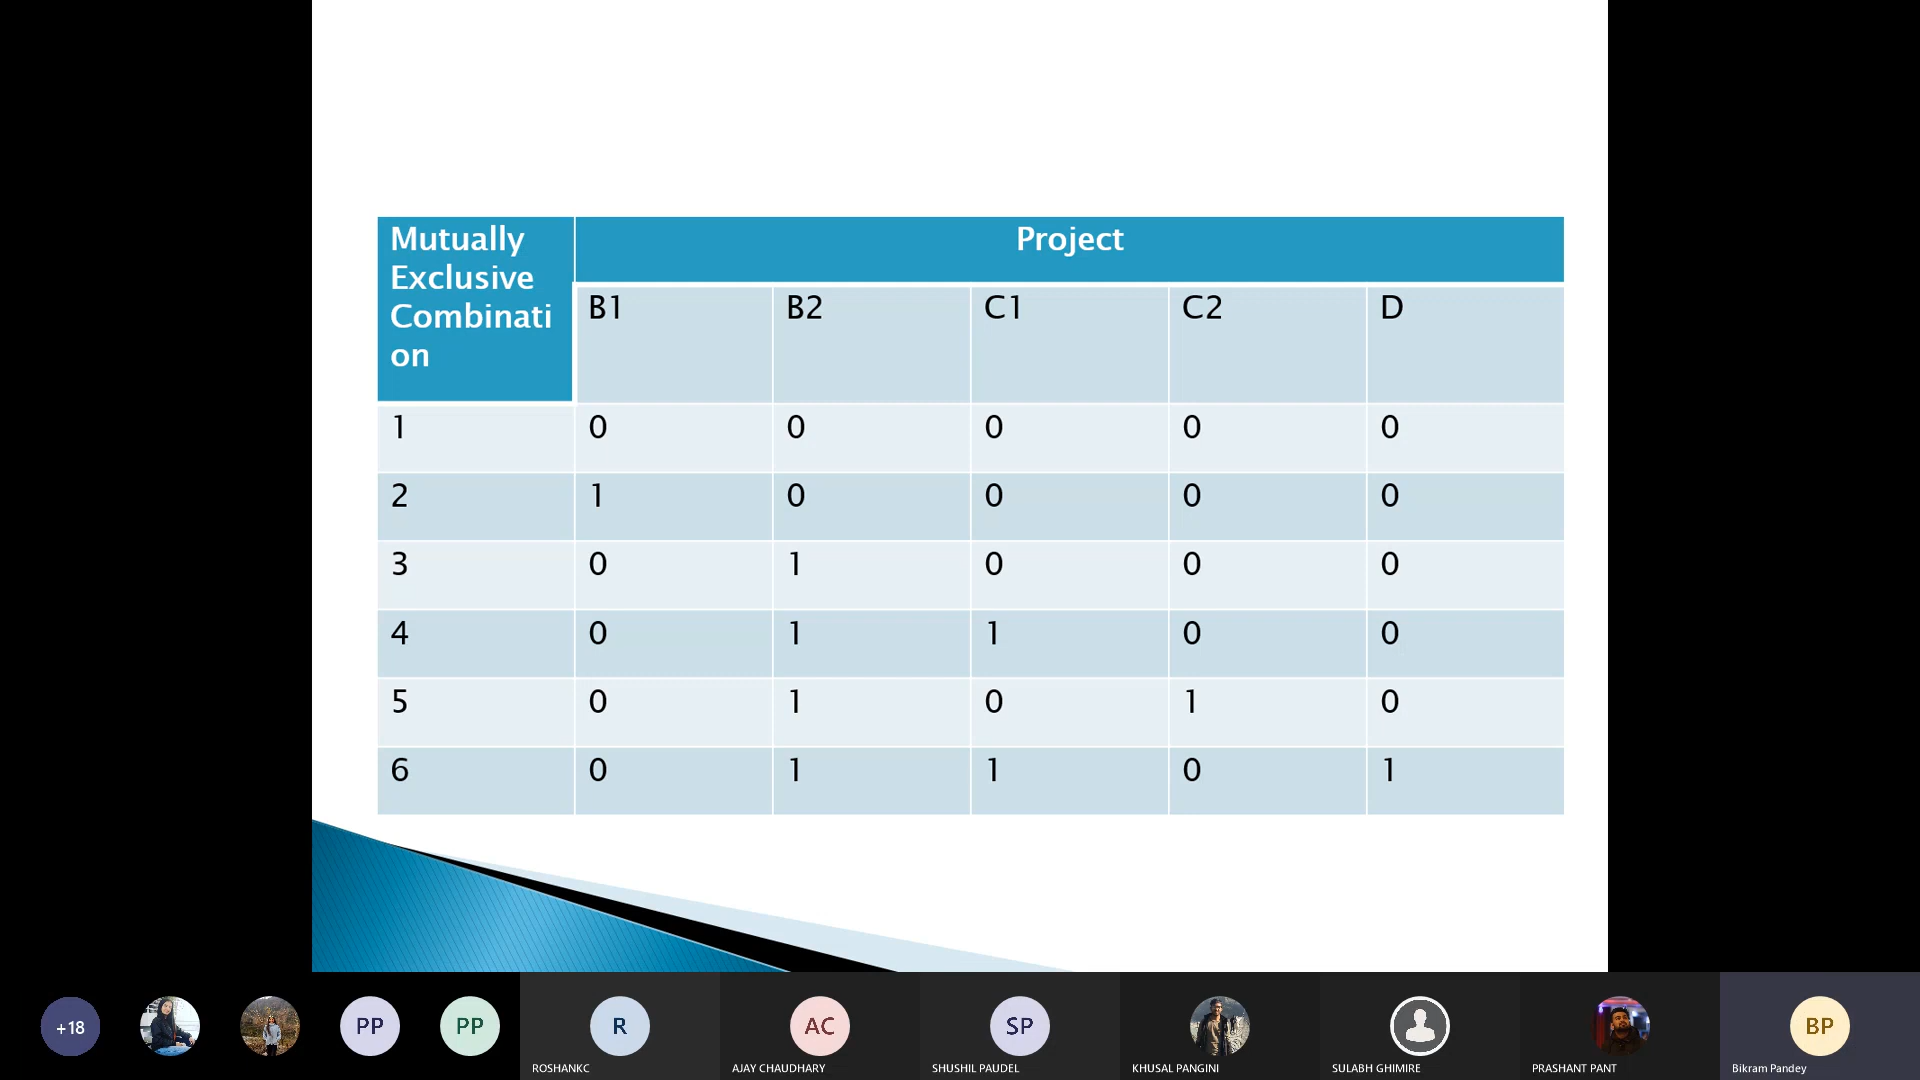 Mutually
Exclusive
Combinati
on
Project
B1 B2 C1 C2 D
1 0 0 0 0 0
2 1 0 0 0 0
3 0 1 0 0 0
4 0 1 1 0 0
5 0 1 0 1 0
6 0 1 1 0 1
+18 PP PP R AC SP BP
ROSHANKC AJAY CHAUDHARY SHUSHIL PAUDEL KHUSAL PANGINI SULABH GHIMIRE PRASHANT PANT Bikram Pandey